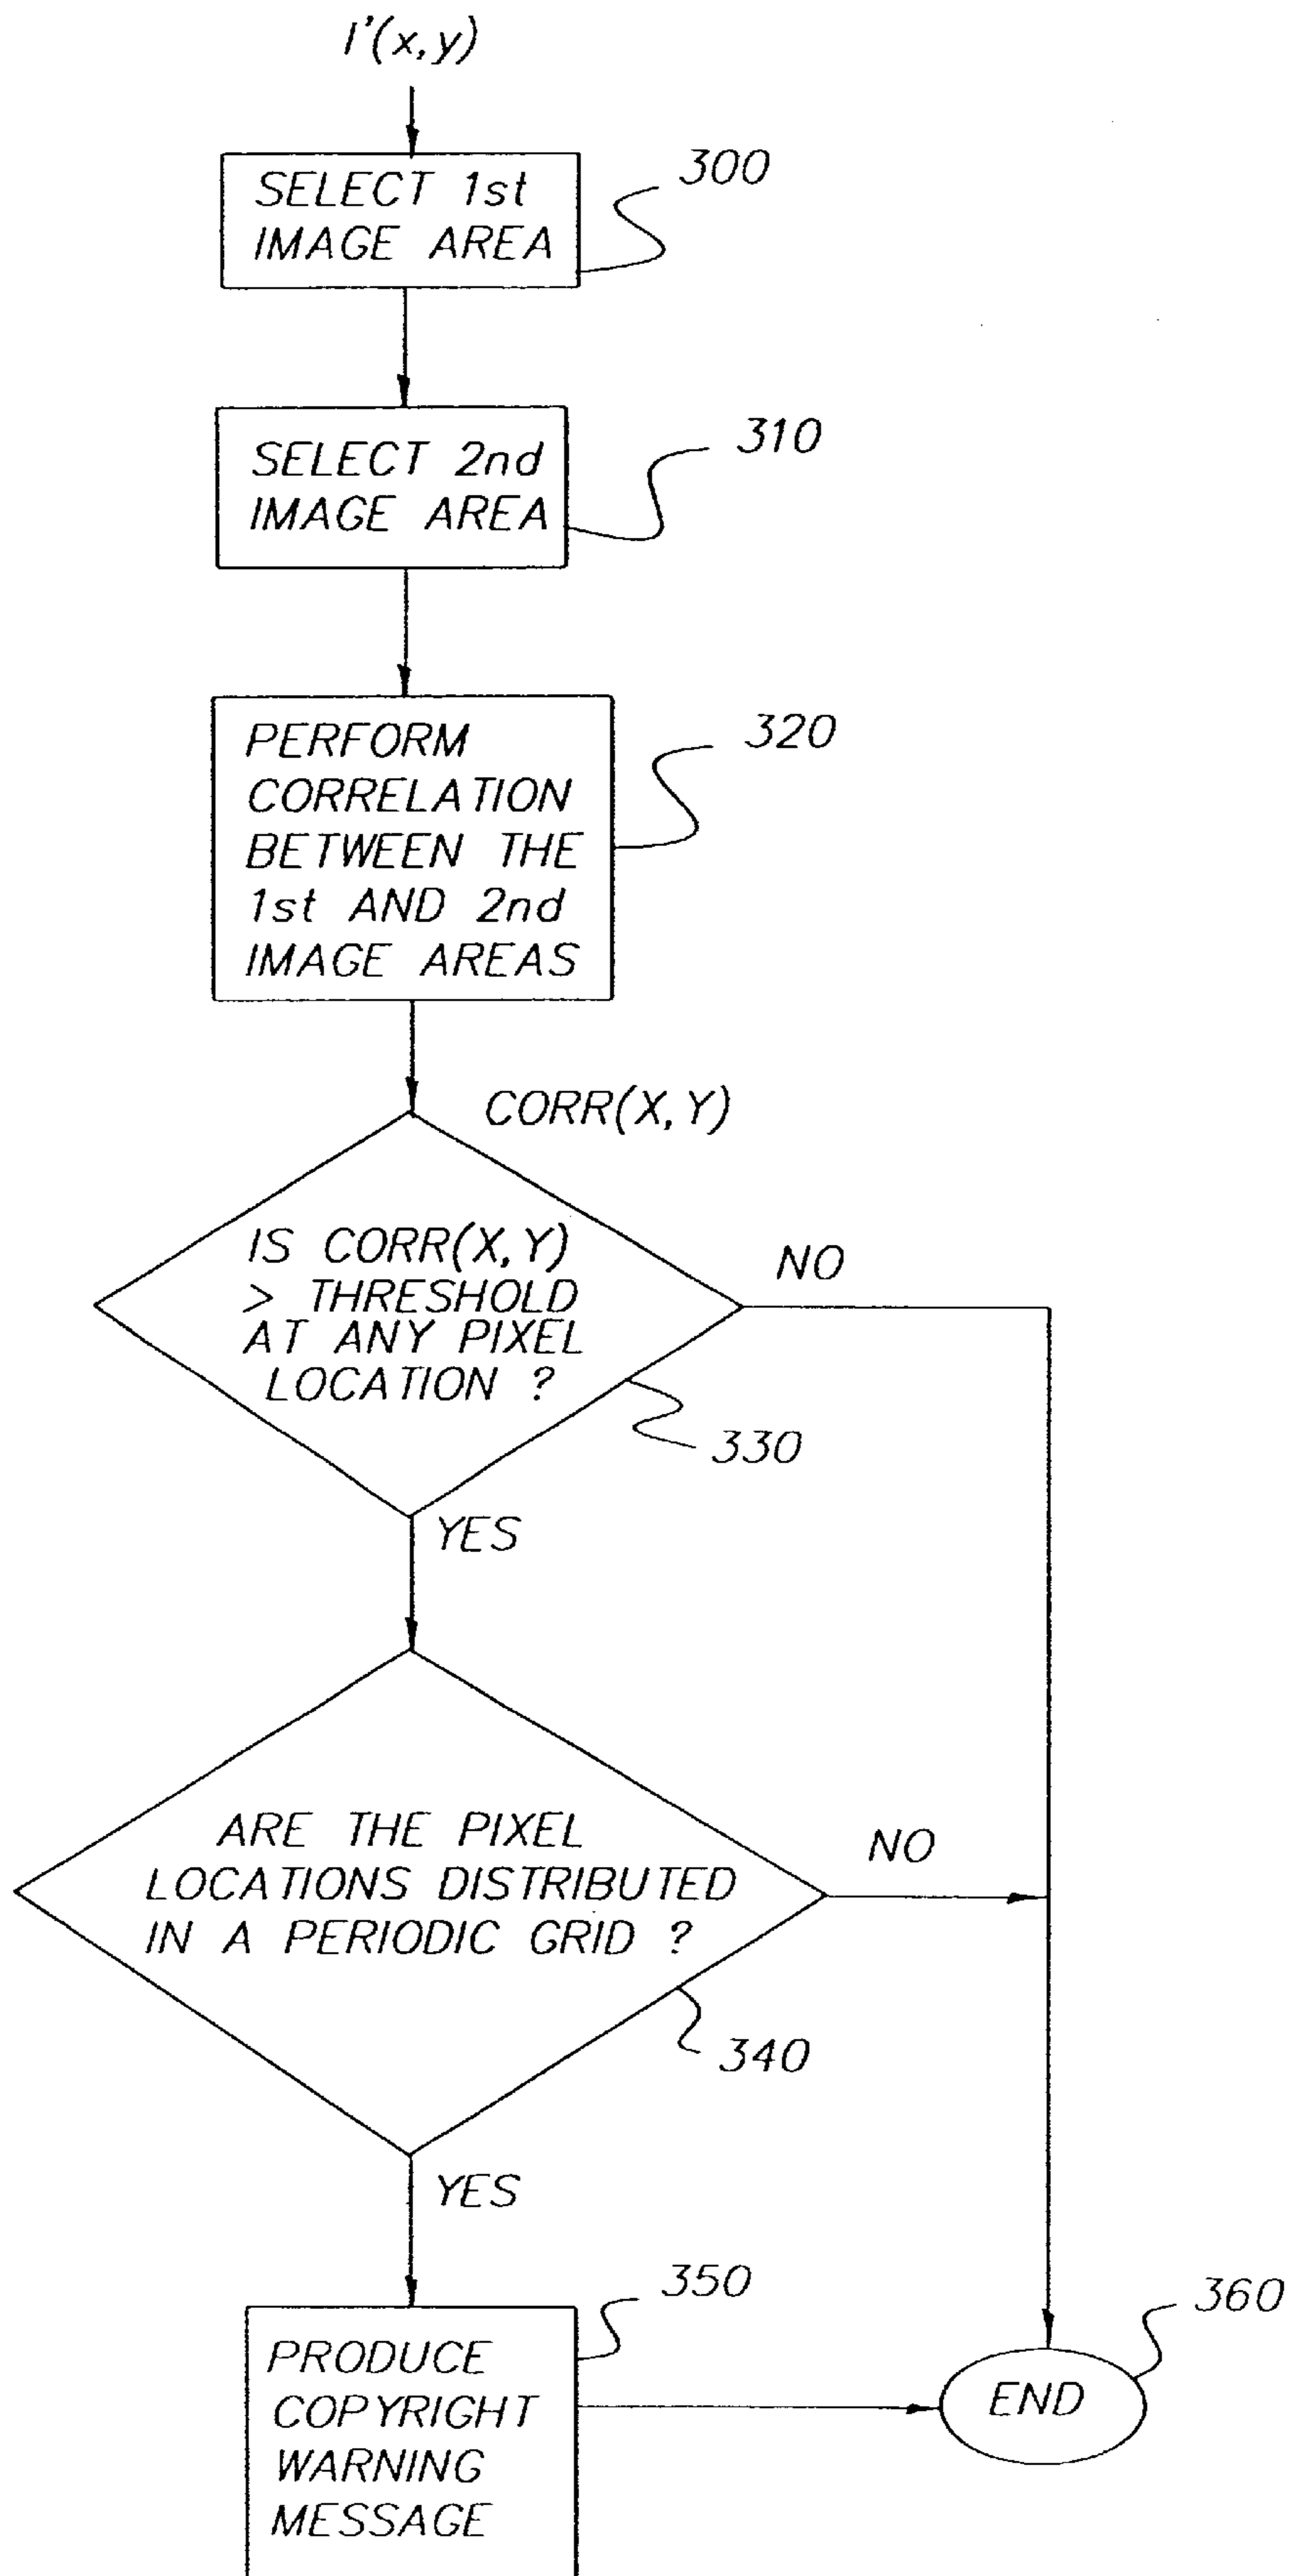 I'(x,y)
SELECT 1st
IMAGE AREA
300
SELECT 2nd
IMAGE AREA
310
PERFORM
CORRELATION
BETWEEN THE
1st AND 2nd
IMAGE AREAS
320
CORR(X,Y)
IS CORR(X,Y)
> THRESHOLD
AT ANY PIXEL
LOCATION ?
NO
330
YES
ARE THE PIXEL
LOCATIONS DISTRIBUTED
IN A PERIODIC GRID ?
NO
340
YES
350
PRODUCE
COPYRIGHT
WARNING
MESSAGE
360
END